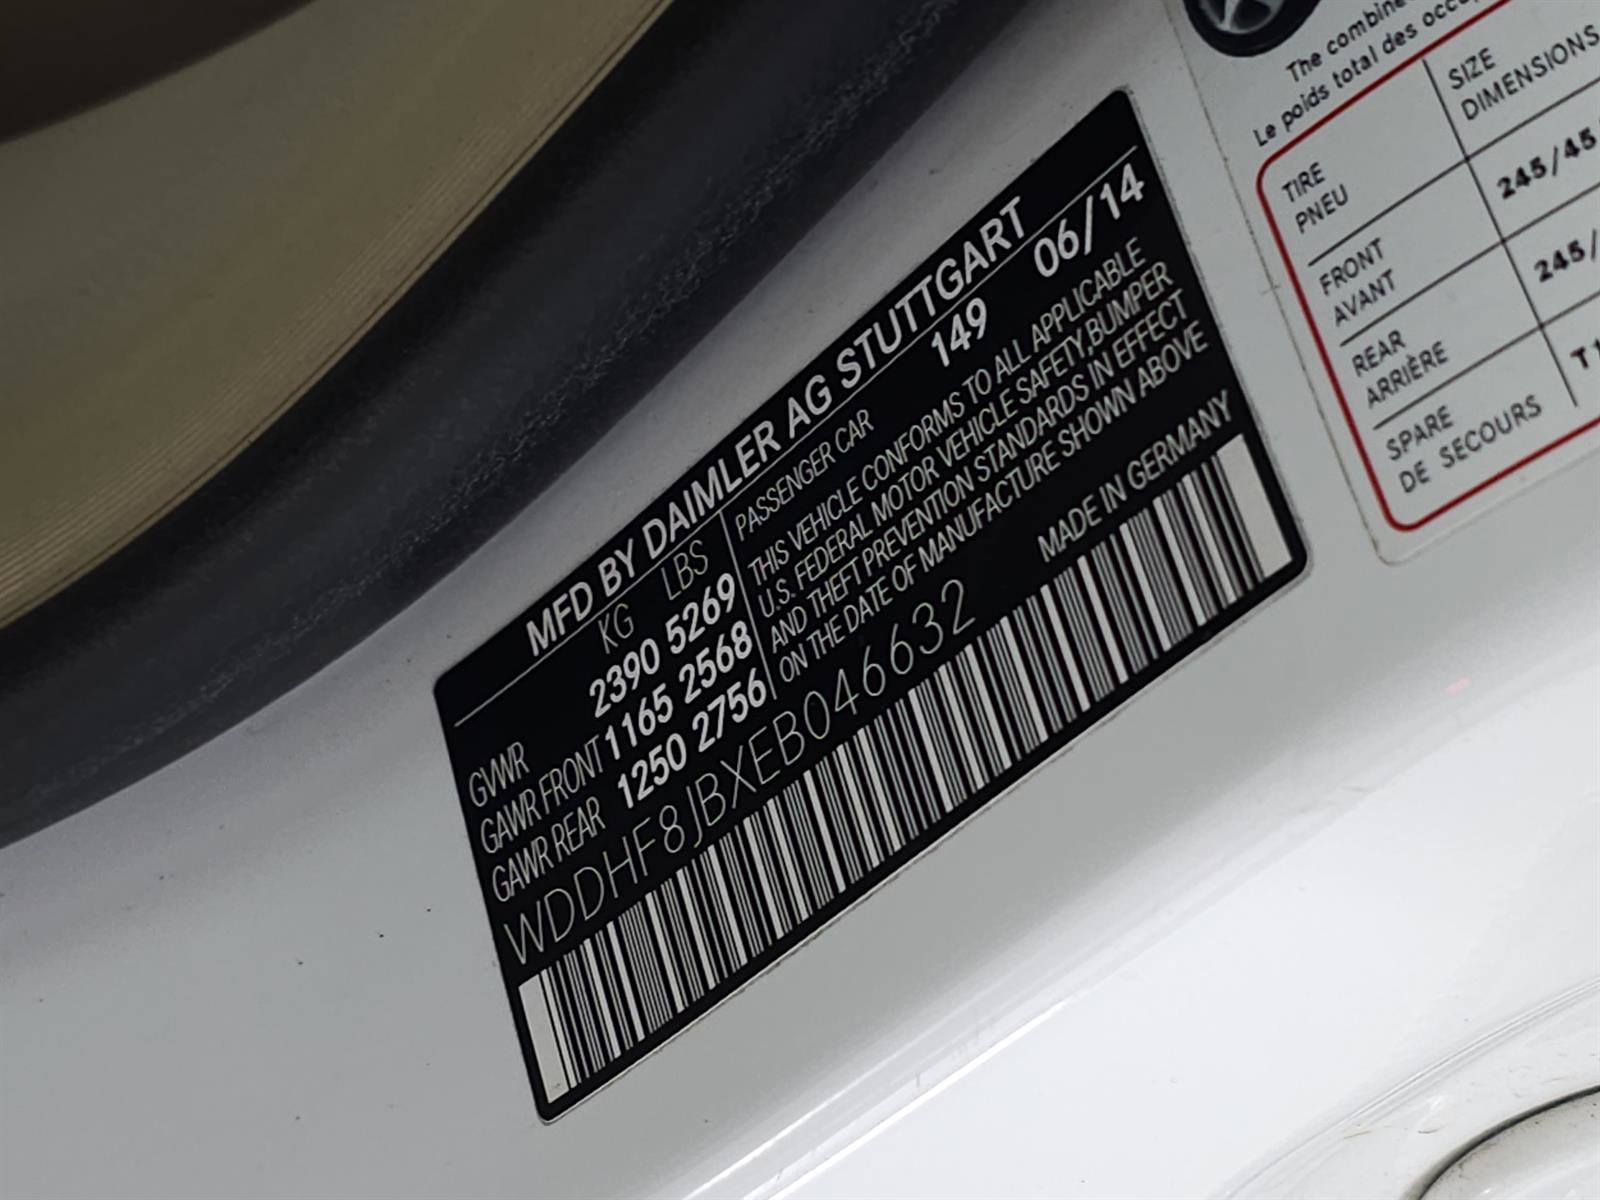 MFD BY DAIMLER AG STUTTGART
KG LBS
149 06/14
GVWR 2390 5269
GAWR FRONT 1165 2568
GAWR REAR 1250 2756
PASSENGER CAR
THIS VEHICLE CONFORMS TO ALL APPLICABLE
U.S. FEDERAL MOTOR VEHICLE SAFETY,BUMPER
AND THEFT PREVENTION STANDARDS IN EFFECT
ON THE DATE OF MANUFACTURE SHOWN ABOVE
MADE IN GERMANY
WDDHF8JBXEB046632
The combine
Le poids total des
TIRE
PNEU
SIZE
DIMENSIONS
FRONT
AVANT
245/45
REAR
ARRIÈRE
245/
SPARE
DE SECOURS
T1